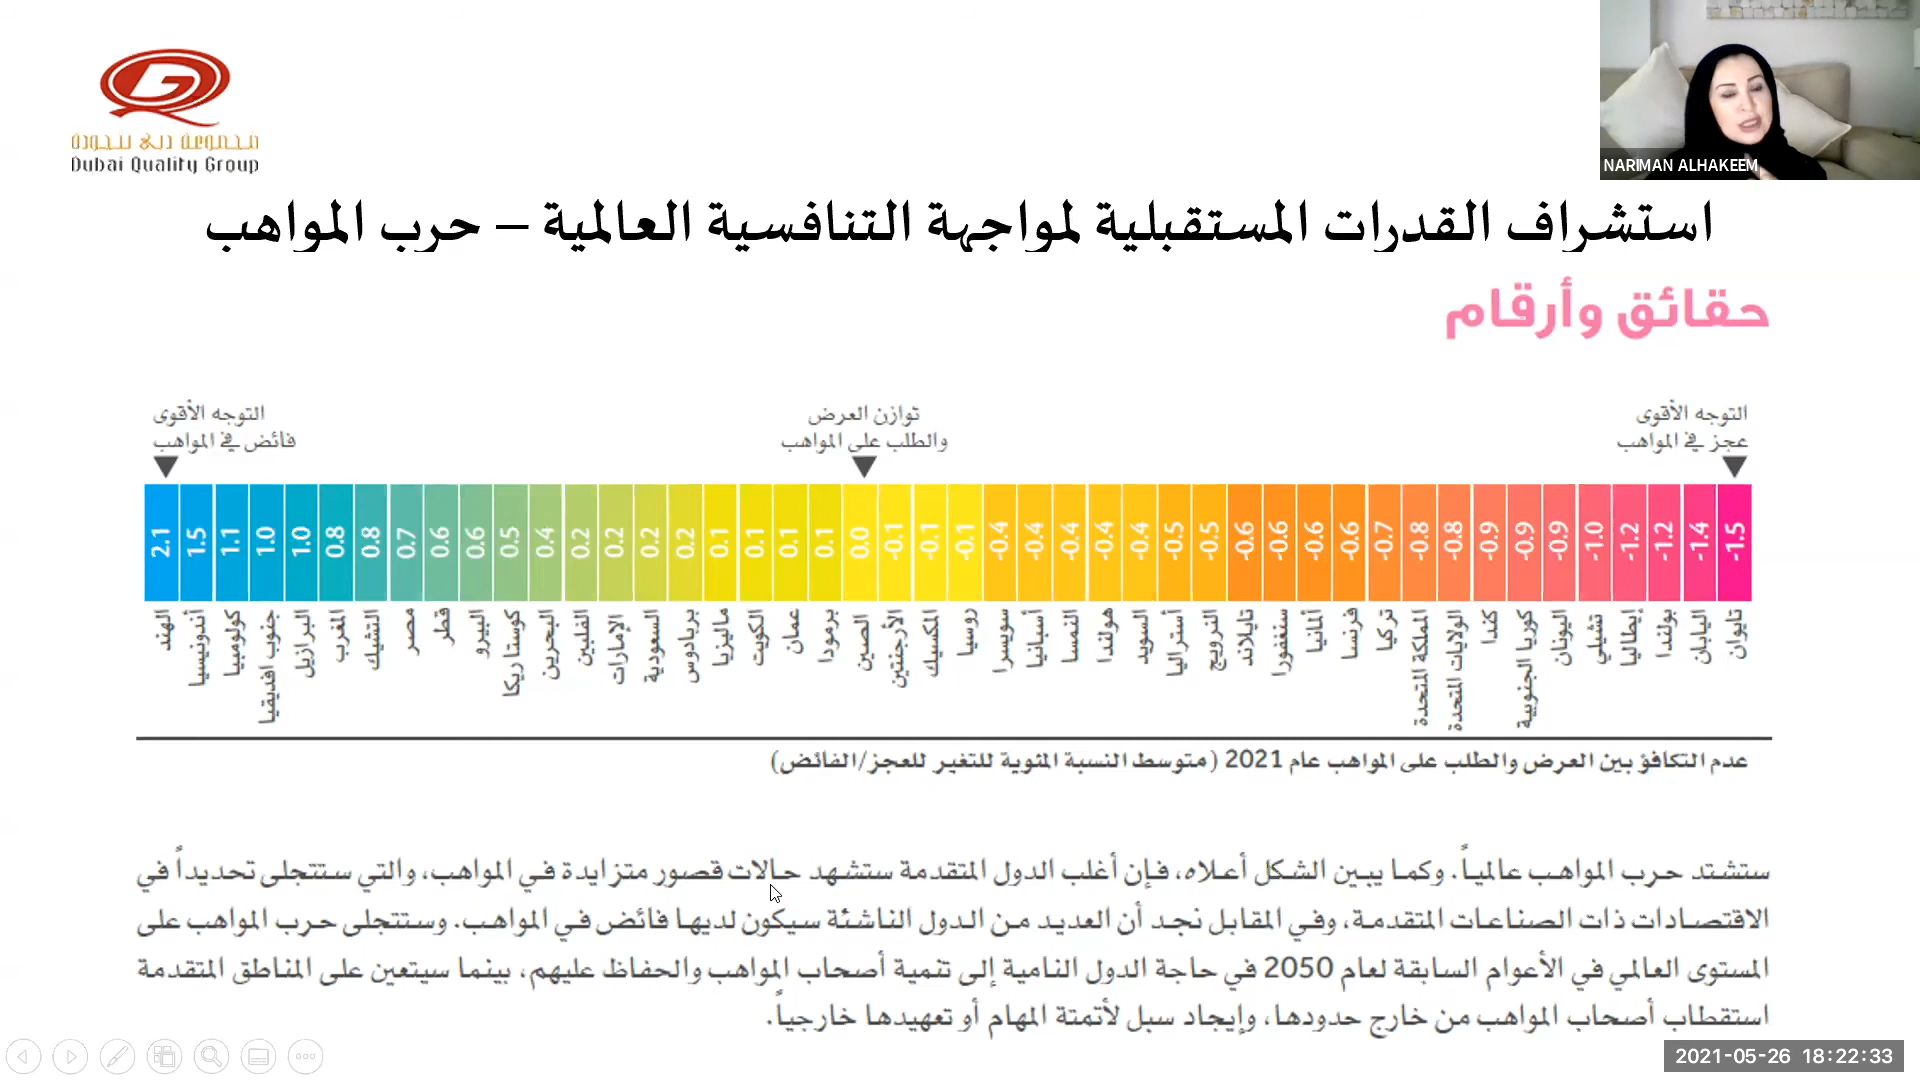 مجموعة دبي للجودة
Dubai Quality Group
NARIMAN ALHAKEEM
استشراف القدرات المستقبلية لمواجهة التنافسية العالمية – حرب المواهب
حقائق وأرقام
التوجه الأقوى
عجز في المواهب
توازن العرض
والطلب على المواهب
التوجه الأقوى
فائض في المواهب
2.1 1.5 1.1 1.0 1.0 0.8 0.8 0.7 0.6 0.6 0.5 0.4 0.2 0.2 0.2 0.2 0.1 0.1 0.1 0.1 0.0 -0.1 -0.1 -0.1 -0.4 -0.4 -0.4 -0.4 -0.4 -0.5 -0.5 -0.6 -0.6 -0.6 -0.6 -0.7 -0.8 -0.8 -0.9 -0.9 -0.9 -1.0 -1.2 -1.2 -1.4 -1.5
الهند أندونيسيا كولومبيا جنوب افديقيا البرازيل المغرب التشيك مصر قطر البيرو كوستا ريكا البحرين الفلبين الإمارات السعودية بربادوس ماليزيا الكويت عمان برمودا الصين الأرجنتين المكسيك روسيا سويسرا أسبانيا النمسا هولندا السويد أستراليا النرويج تايلاند سنغفورا ألمانيا فرنسا تركيا المملكة المتحدة الولايات المتحدة كندا كوريا الجنوبية اليونان تشيلي إيطاليا بولندا اليابان تايوان
عدم التكافؤ بين العرض والطلب على المواهب عام 2021 (متوسط النسبة المئوية للتغير للعجز/الفائض)
ستشتد حرب المواهب عالمياً. وكما يبين الشكل أعلاه، فإن أغلب الدول المتقدمة ستشهد حالات قصور متزايدة في المواهب، والتي ستتجلى تحديداً في
الاقتصادات ذات الصناعات المتقدمة، وفي المقابل نجد أن العديد من الدول الناشئة سيكون لديها فائض في المواهب. وستتجلى حرب المواهب على
المستوى العالمي في الأعوام السابقة لعام 2050 في حاجة الدول النامية إلى تنمية أصحاب المواهب والحفاظ عليهم، بينما سيتعين على المناطق المتقدمة
استقطاب أصحاب المواهب من خارج حدودها، وإيجاد سبل لأتمتة المهام أو تعهيدها خارجياً.
2021-05-26 18:22:33